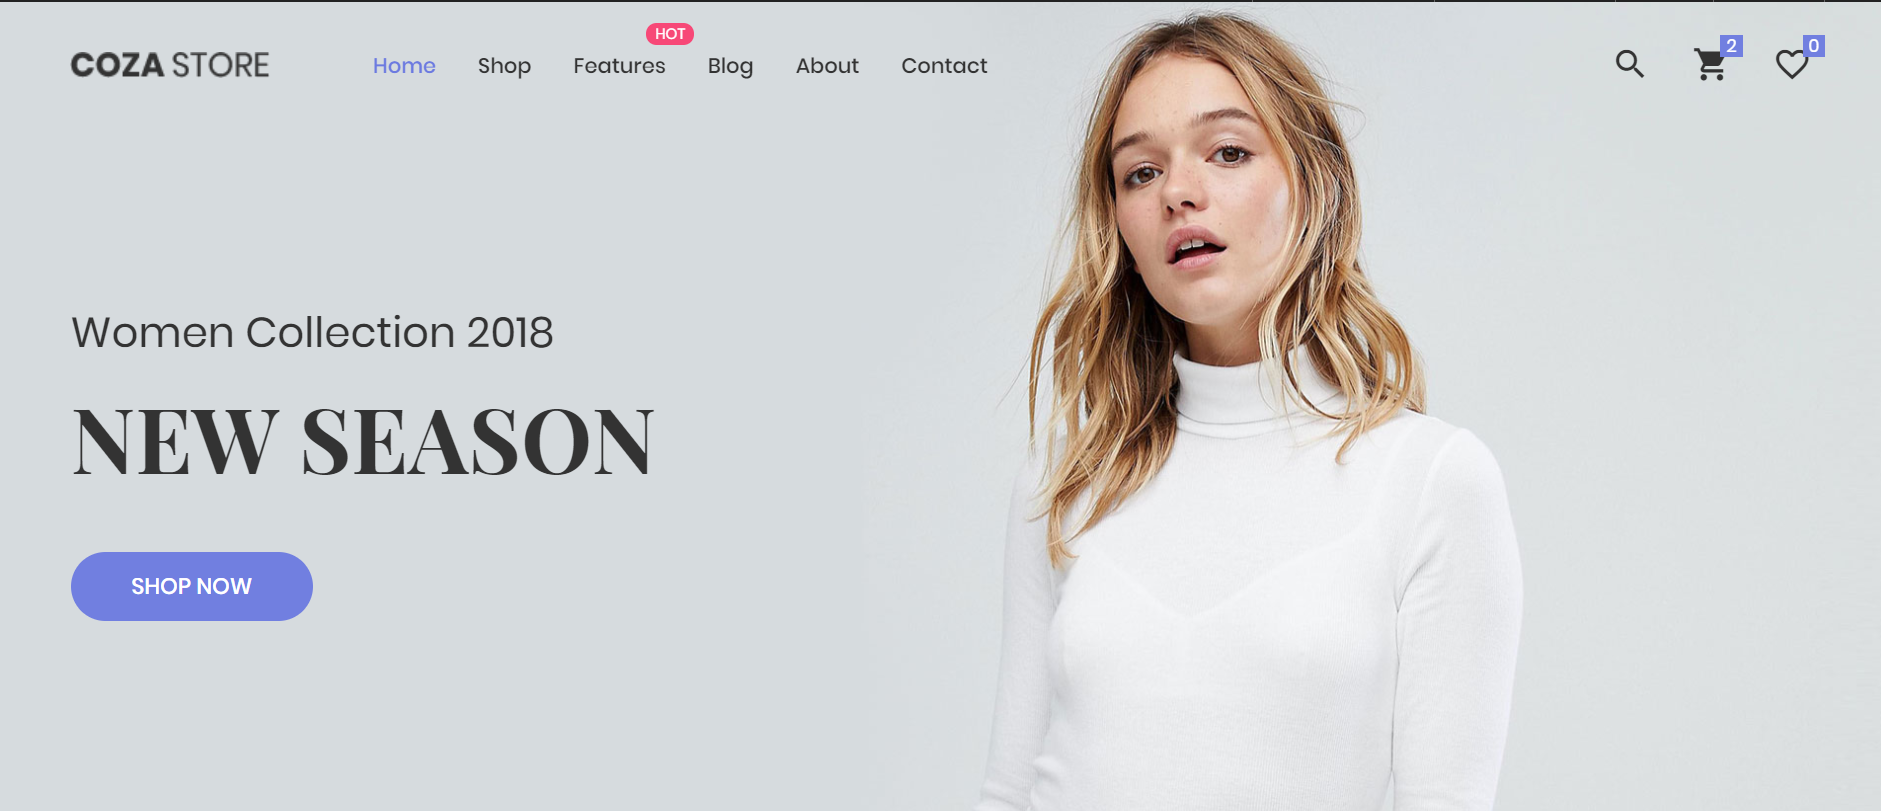 HOT
COZA STORE Home Shop Features Blog About Contact 2 0
Women Collection 2018
NEW SEASON
SHOP NOW